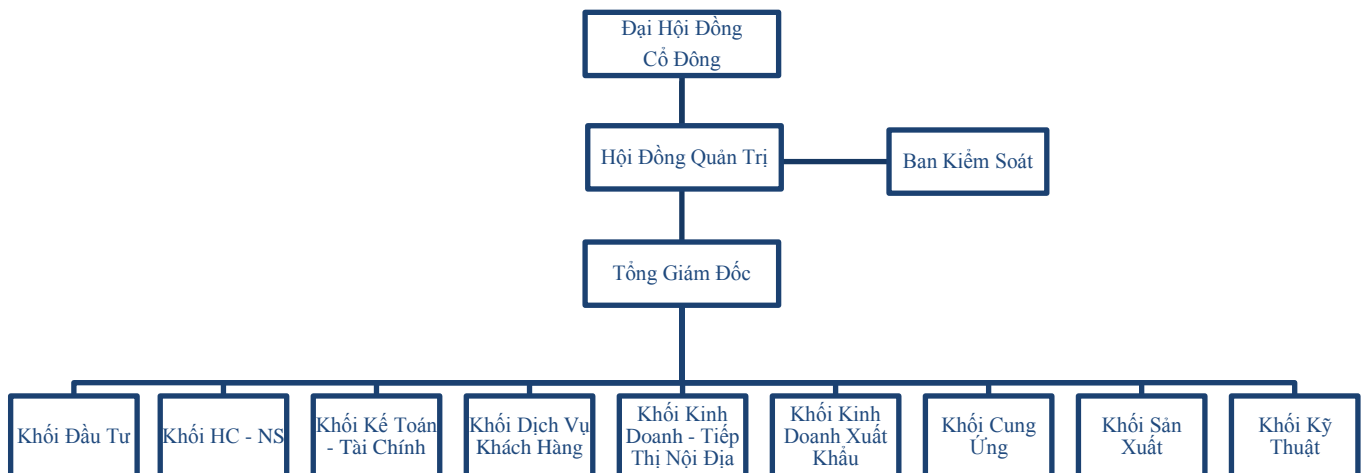 Đại Hội Đồng
Cổ Đông
Hội Đồng Quản Trị
Ban Kiểm Soát
Tổng Giám Đốc
Khối Đầu Tư
Khối HC - NS
Khối Kế Toán
- Tài Chính
Khối Dịch Vụ
Khách Hàng
Khối Kinh
Doanh - Tiếp
Thị Nội Địa
Khối Kinh
Doanh Xuất
Khẩu
Khối Cung
Ứng
Khối Sản
Xuất
Khối Kỹ
Thuật